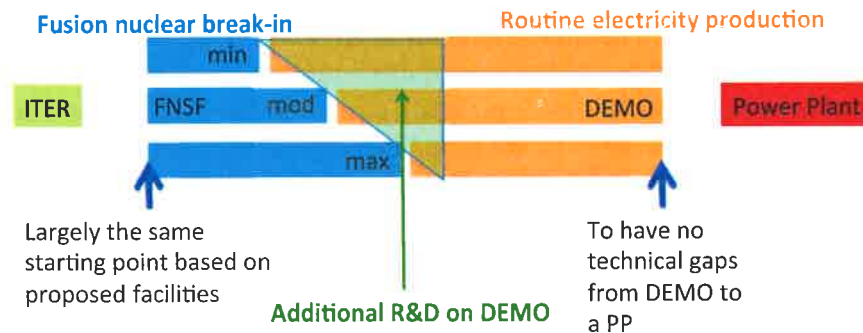 Fusion nuclear break-in
Routine electricity production
min
ITER
FNSF
mod
DEMO
Power Plant
max
Largely the same
starting point based on
proposed facilities
To have no
technical gaps
from DEMO to
a PP
Additional R&D on DEMO